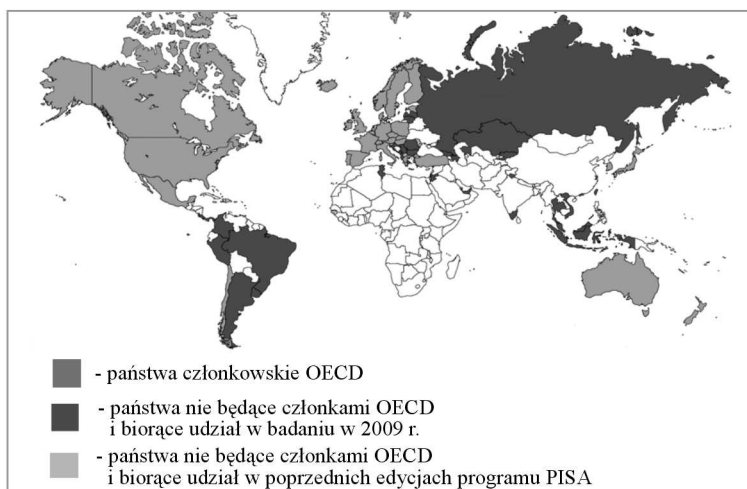 - państwa członkowskie OECD
- państwa nie będące członkami OECD
i biorące udział w badaniu w 2009 r.
- państwa nie będące członkami OECD
i biorące udział w poprzednich edycjach programu PISA